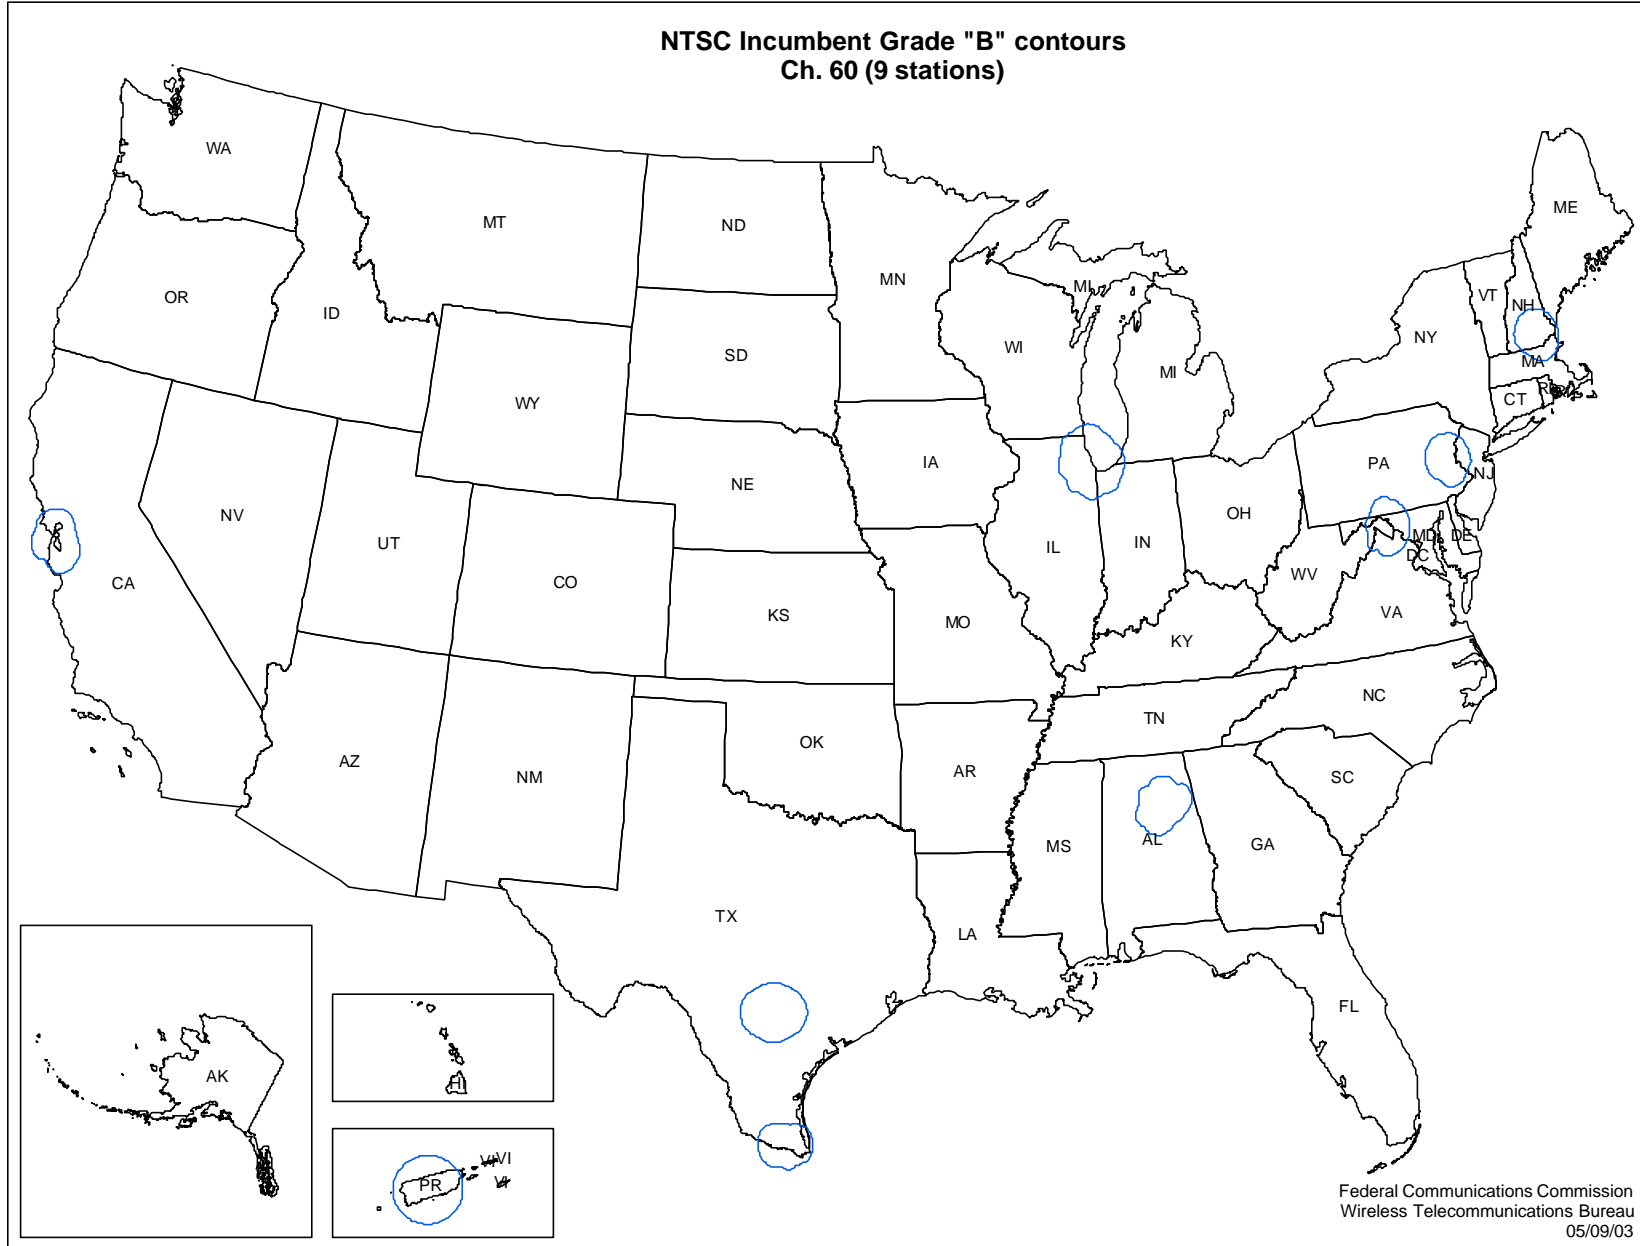 NTSC Incumbent Grade "B" contours
Ch. 60 (9 stations)
WA
MT
ND
MN
ME
OR
ID
SD
WI
MI
MI
NY
VT
NH
MA
CT
WY
NE
IA
PA
NJ
NV
UT
CO
KS
MO
IL
IN
OH
MD
DE
DC
WV
VA
KY
CA
AZ
NM
OK
AR
TN
NC
SC
MS
AL
GA
TX
LA
FL
AK
HI
PR
VI
VI
VI
Federal Communications Commission
Wireless Telecommunications Bureau
05/09/03